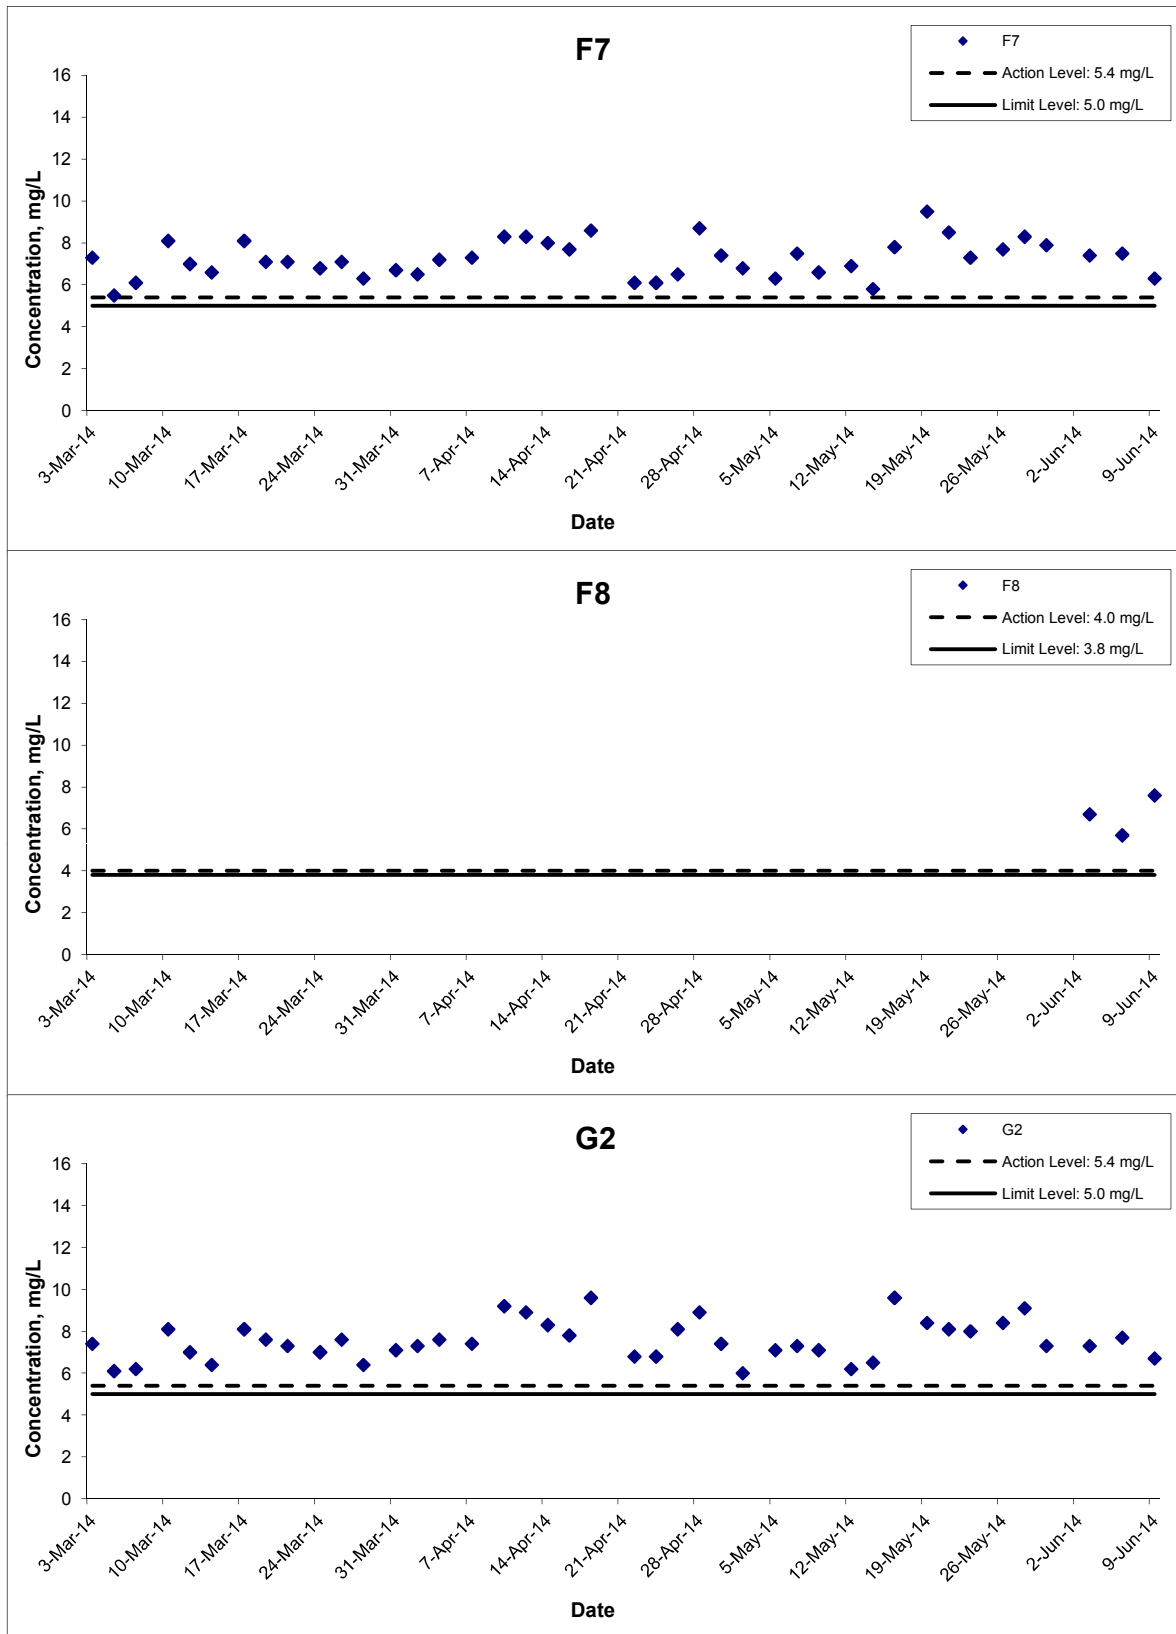 F7
F7
Action Level: 5.4 mg/L
Limit Level: 5.0 mg/L
Concentration, mg/L
16
14
12
10
8
6
4
2
0
3-Mar-14
10-Mar-14
17-Mar-14
24-Mar-14
31-Mar-14
7-Apr-14
14-Apr-14
21-Apr-14
28-Apr-14
5-May-14
12-May-14
19-May-14
26-May-14
2-Jun-14
9-Jun-14
Date
F8
F8
Action Level: 4.0 mg/L
Limit Level: 3.8 mg/L
Concentration, mg/L
16
14
12
10
8
6
4
2
0
3-Mar-14
10-Mar-14
17-Mar-14
24-Mar-14
31-Mar-14
7-Apr-14
14-Apr-14
21-Apr-14
28-Apr-14
5-May-14
12-May-14
19-May-14
26-May-14
2-Jun-14
9-Jun-14
Date
G2
G2
Action Level: 5.4 mg/L
Limit Level: 5.0 mg/L
Concentration, mg/L
16
14
12
10
8
6
4
2
0
3-Mar-14
10-Mar-14
17-Mar-14
24-Mar-14
31-Mar-14
7-Apr-14
14-Apr-14
21-Apr-14
28-Apr-14
5-May-14
12-May-14
19-May-14
26-May-14
2-Jun-14
9-Jun-14
Date